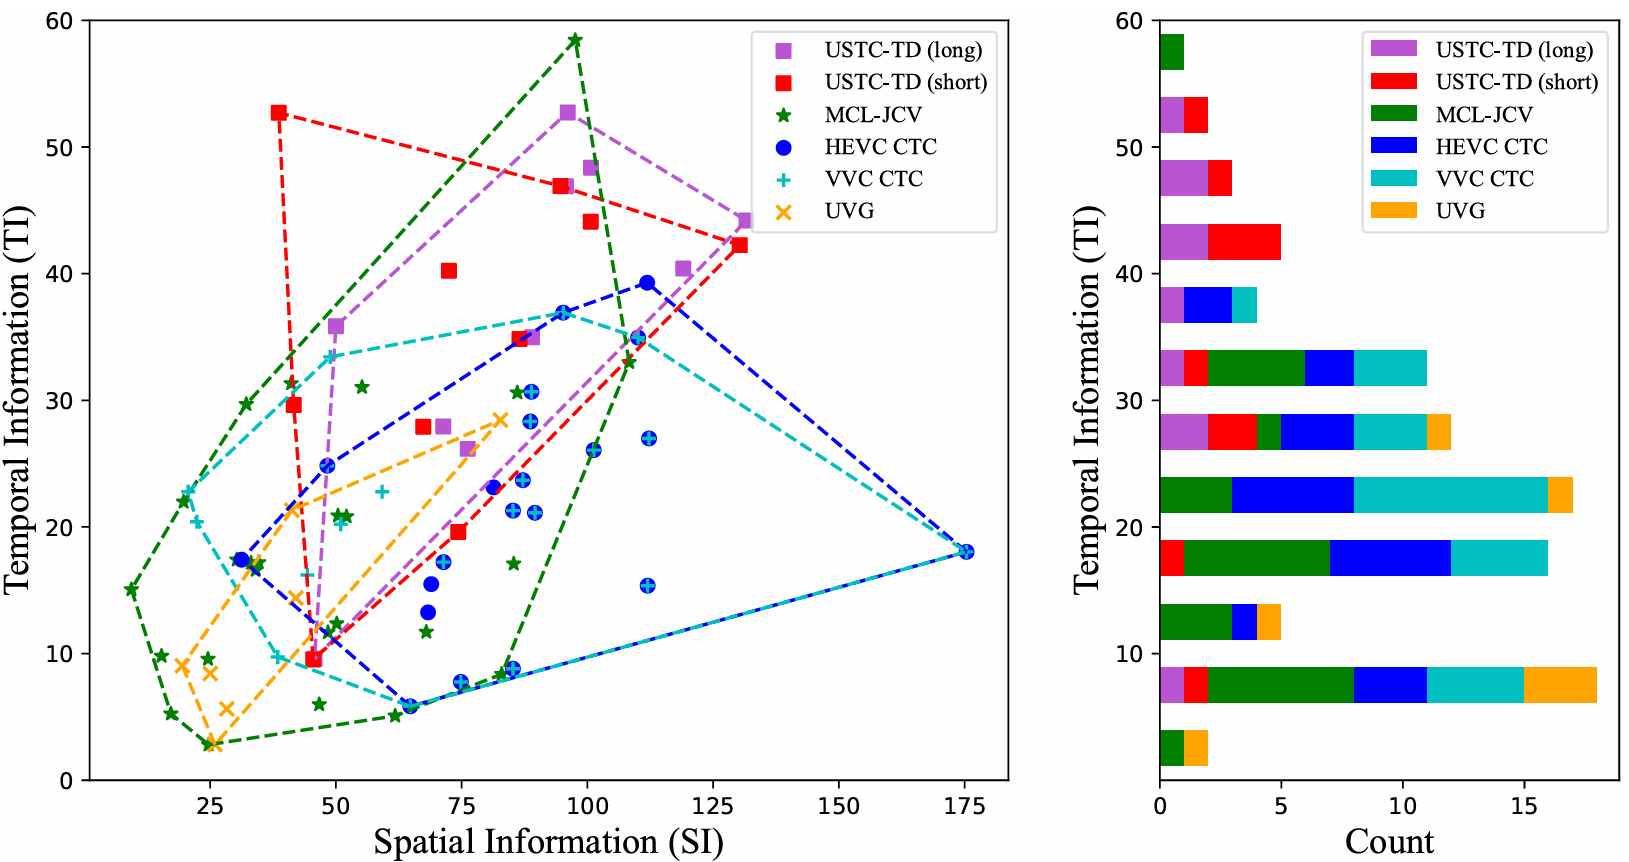 60
50
40
30
20
10
0
Temporal Information (TI)
25
50
75
100
125
150
175
Spatial Information (SI)
USTC-TD (long)
USTC-TD (short)
MCL-JCV
HEVC CTC
VVC CTC
UVG
60
50
40
30
20
10
Temporal Information (TI)
0
5
10
15
Count
USTC-TD (long)
USTC-TD (short)
MCL-JCV
HEVC CTC
VVC CTC
UVG